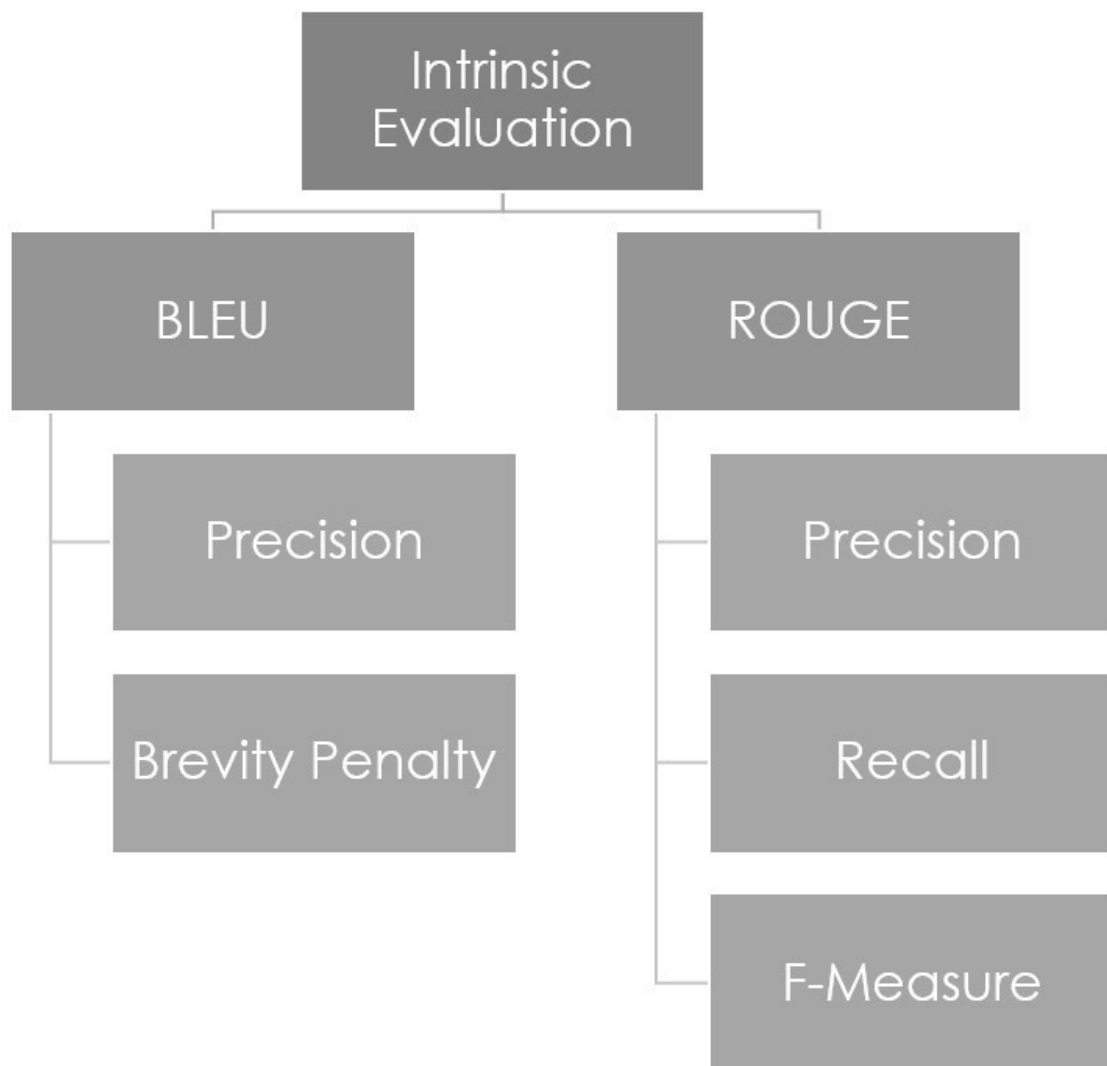 Intrinsic
Evaluation
BLEU
ROUGE
Precision
Precision
Brevity Penalty
Recall
F-Measure